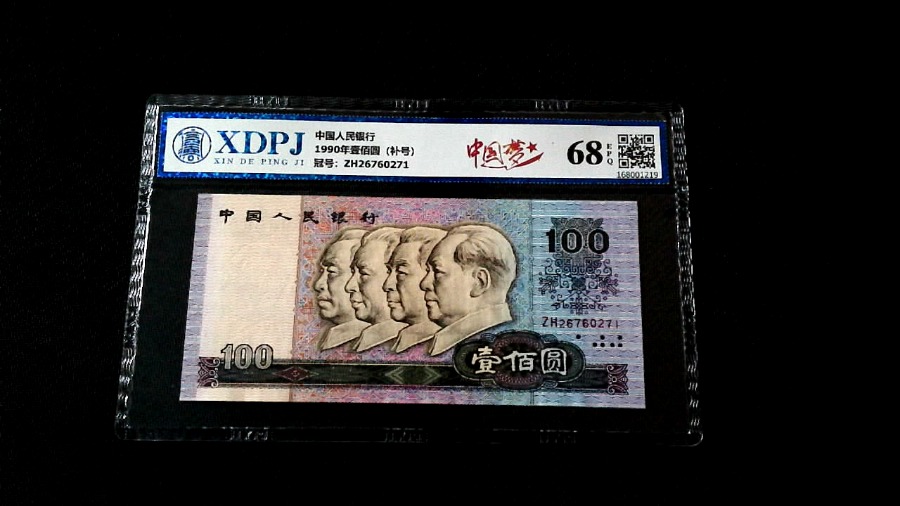 XDPJ
XIN DE PING JI
中国人民银行
1990年壹佰圆（补号）
冠号：ZH26760271
中国梦
68
EPQ
168001219
中国人民银行
100
ZH26760271
100
壹佰圆